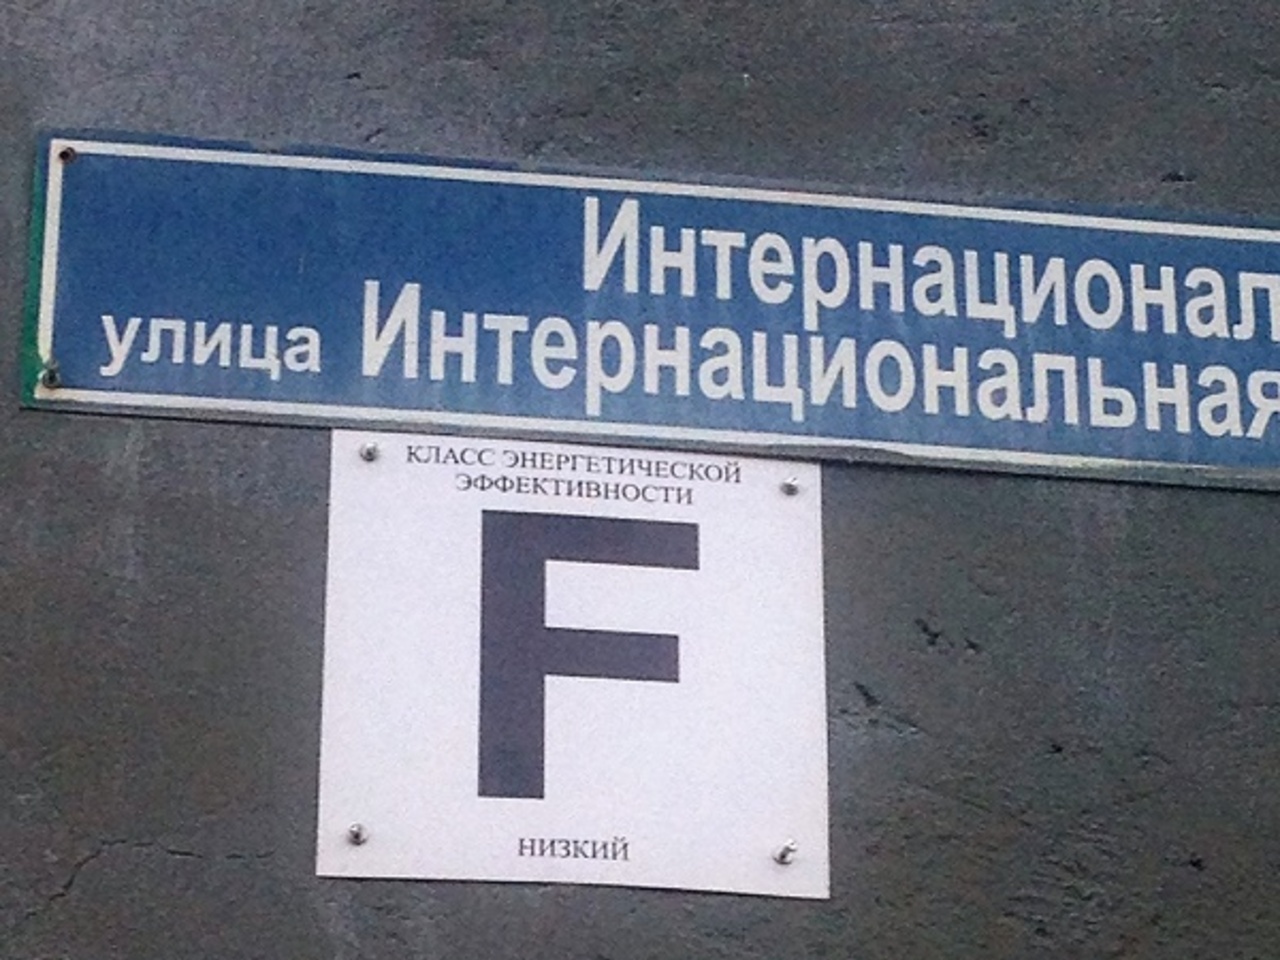 Интернационал
улица Интернациональная
КЛАСС ЭНЕРГЕТИЧЕСКОЙ
ЭФФЕКТИВНОСТИ
F
НИЗКИЙ